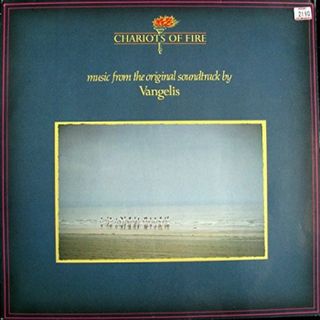 CHARIOTS OF FIRE
music from the original soundtrack by
Vangelis